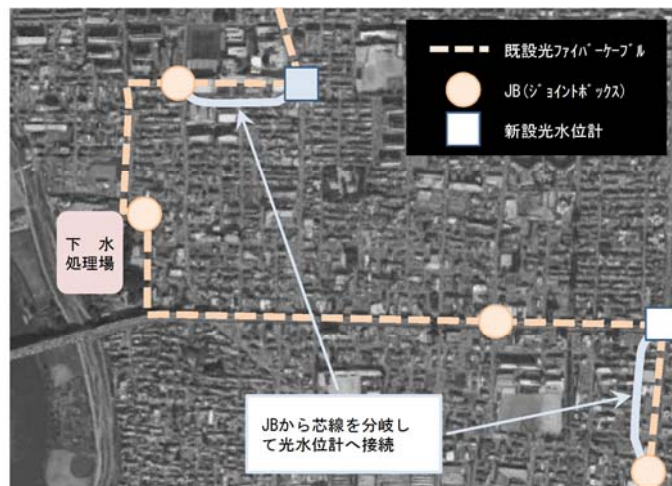 既設光ファイバーケーブル
JB(ジョイントボックス)
新設光水位計
下 水
処理場
JBから芯線を分岐し
て光水位計へ接続